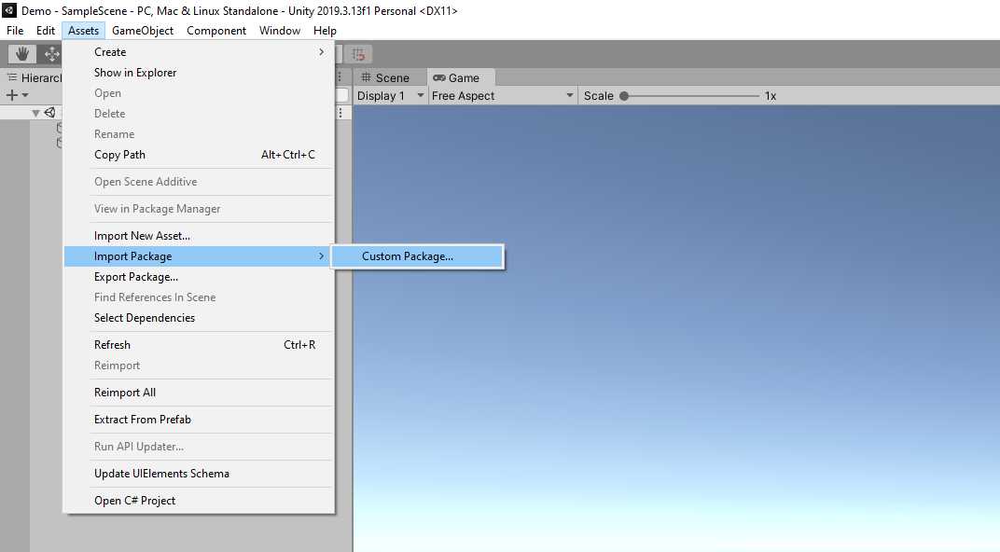 Demo - SampleScene - PC, Mac & Linux Standalone - Unity 2019.3.13f1 Personal <DX11>
File Edit Assets GameObject Component Window Help
Create
Show in Explorer
Open
Delete
Rename
Copy Path Alt+Ctrl+C
Open Scene Additive
View in Package Manager
Import New Asset...
Import Package
Custom Package...
Export Package...
Find References In Scene
Select Dependencies
Refresh Ctrl+R
Reimport
Reimport All
Extract From Prefab
Run API Updater...
Update UIElements Schema
Open C# Project
Scene Game
Display 1 Free Aspect Scale 1x